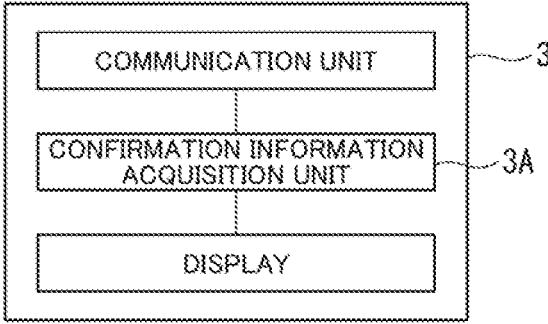 COMMUNICATION UNIT
3
CONFIRMATION INFORMATION
ACQUISITION UNIT
3A
DISPLAY